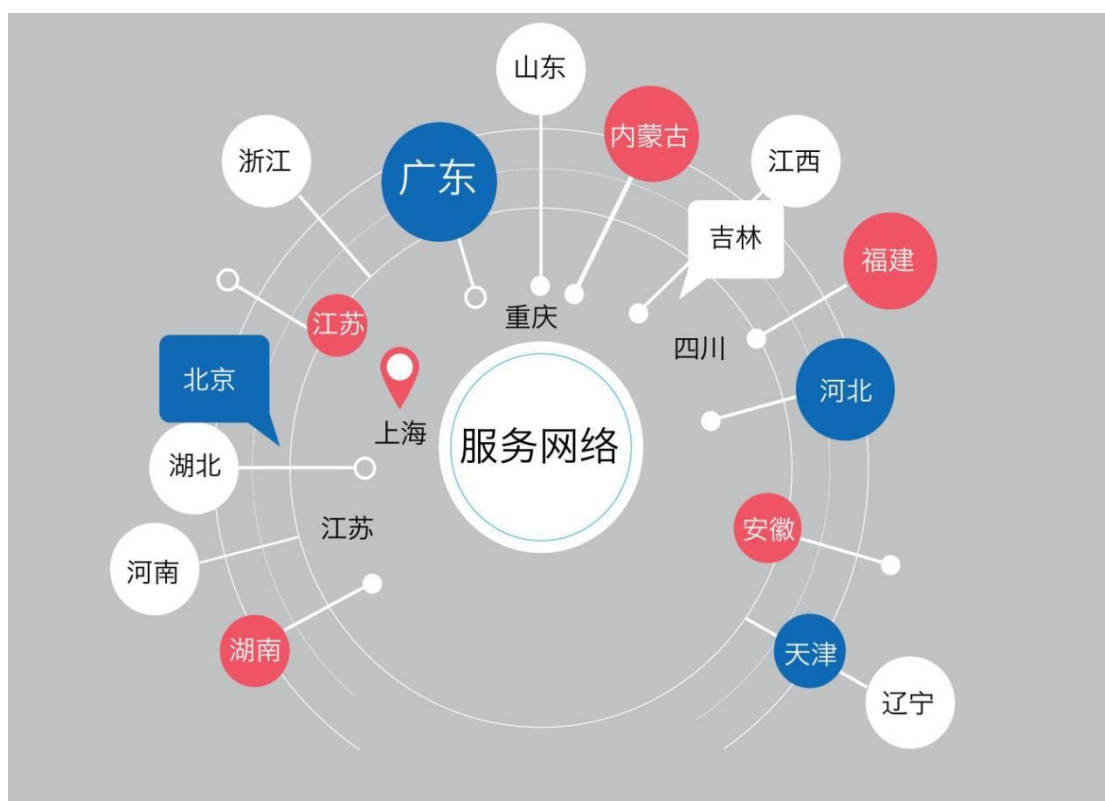 山东
内蒙古
浙江
广东
江西
吉林
福建
江苏
重庆
四川
北京
河北
上海
服务网络
湖北
江苏
安徽
河南
湖南
天津
辽宁